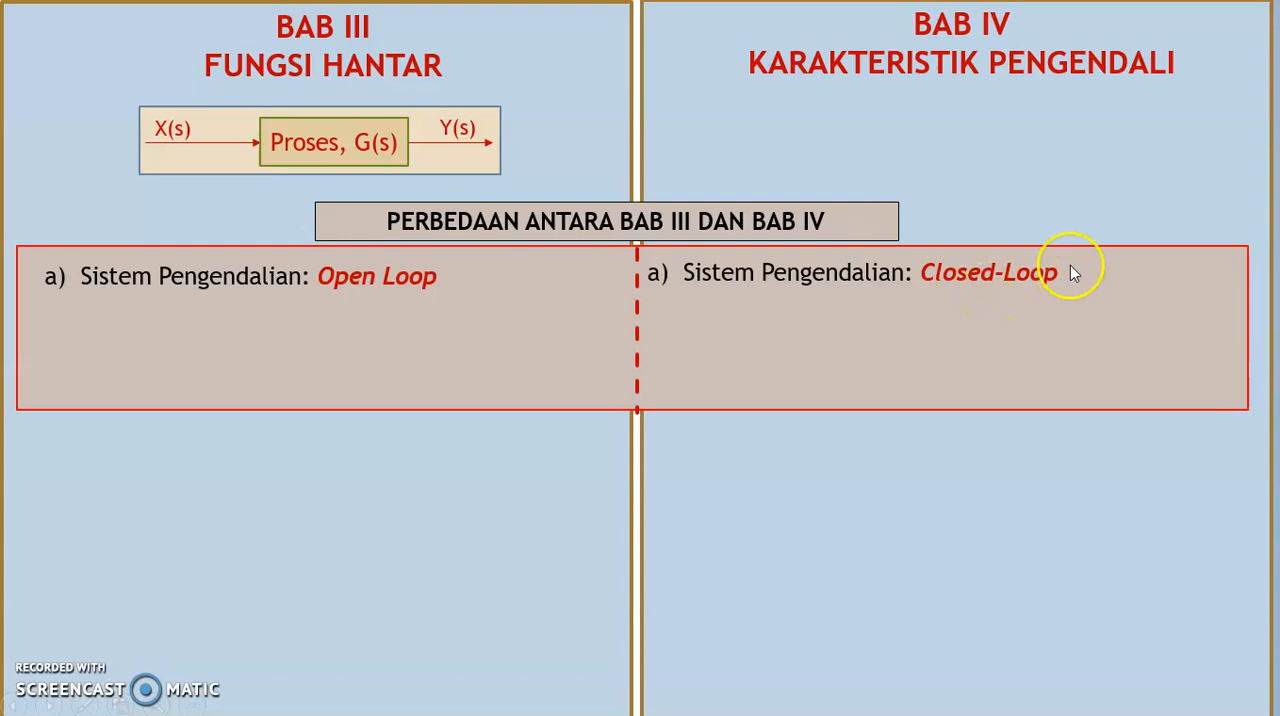 BAB III
FUNGSI HANTAR
X(s)
Proses, G(s)
Y(s)
BAB IV
KARAKTERISTIK PENGENDALI
PERBEDAAN ANTARA BAB III DAN BAB IV
a) Sistem Pengendalian: Open Loop
a) Sistem Pengendalian: Closed-Loop
RECORDED WITH
SCREENCAST MATIC